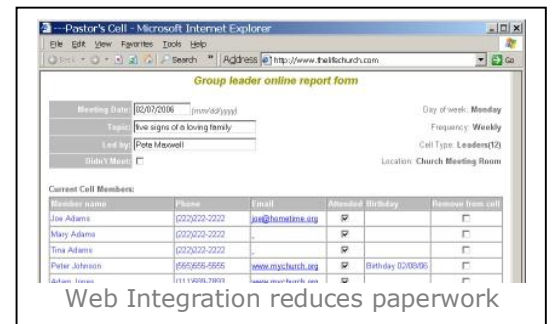 ---Pastor's Cell - Microsoft Internet Explorer
File Edit View Favorites Tools Help
Back Search Address http://www.thelifechurch.com Go
Group leader online report form
Meeting Date: 02/07/2006 (mm/dd/yyyy) Day of week: Monday
Topic: five signs of a loving family Frequency: Weekly
Led by: Pete Maxwell Cell Type: Leaders(12)
Didn't Meet: Location: Church Meeting Room
Current Cell Members:
Member name Phone Email Attended Birthday Remove from cell
Joe Adams (222)222-2222 joe@hometime.org
Mary Adams (222)222-2222 -
Tina Adams (222)222-2222 -
Peter Johnson (565)656-5656 www.mychurch.org Birthday 02/08/06
Adam Jones www.mychurch.org
Web Integration reduces paperwork